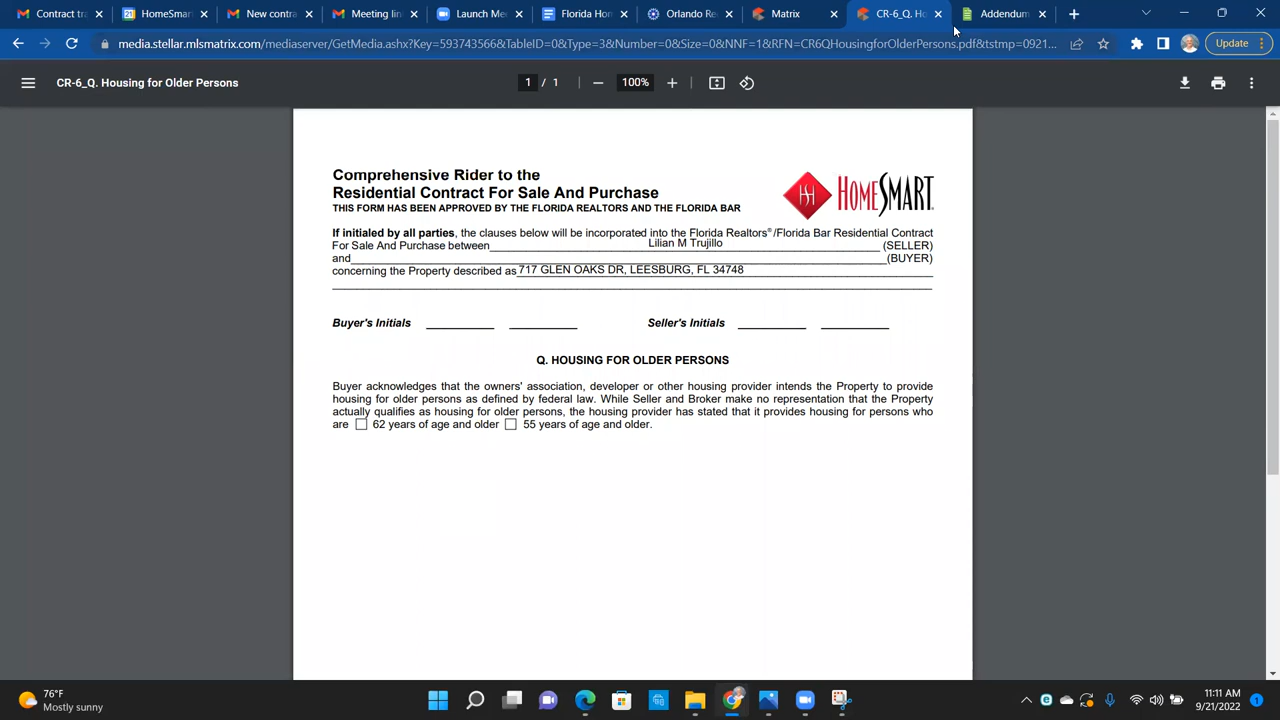 Contract tra
HomeSmar
New contra
Meeting lin
Launch Me
Florida Hon
Orlando Re
Matrix
CR-6_Q. Ho
Addendum
media.stellar.mlsmatrix.com/mediaserver/GetMedia.ashx?Key=593743566&TableID=0&Type=3&Number=0&Size=0&NNF=1&RFN=CR6QHousingforOlderPersons.pdf&tstmp=0921...
Update
CR-6_Q. Housing for Older Persons
1 / 1
100%
Comprehensive Rider to the
Residential Contract For Sale And Purchase
THIS FORM HAS BEEN APPROVED BY THE FLORIDA REALTORS AND THE FLORIDA BAR
HOMESMART
If initialed by all parties, the clauses below will be incorporated into the Florida Realtors®/Florida Bar Residential Contract
For Sale And Purchase between Lilian M Trujillo (SELLER)
and (BUYER)
concerning the Property described as 717 GLEN OAKS DR, LEESBURG, FL 34748
Buyer's Initials Seller's Initials
Q. HOUSING FOR OLDER PERSONS
Buyer acknowledges that the owners' association, developer or other housing provider intends the Property to provide
housing for older persons as defined by federal law. While Seller and Broker make no representation that the Property
actually qualifies as housing for older persons, the housing provider has stated that it provides housing for persons who
are 62 years of age and older 55 years of age and older.
76°F
Mostly sunny
11:11 AM
9/21/2022